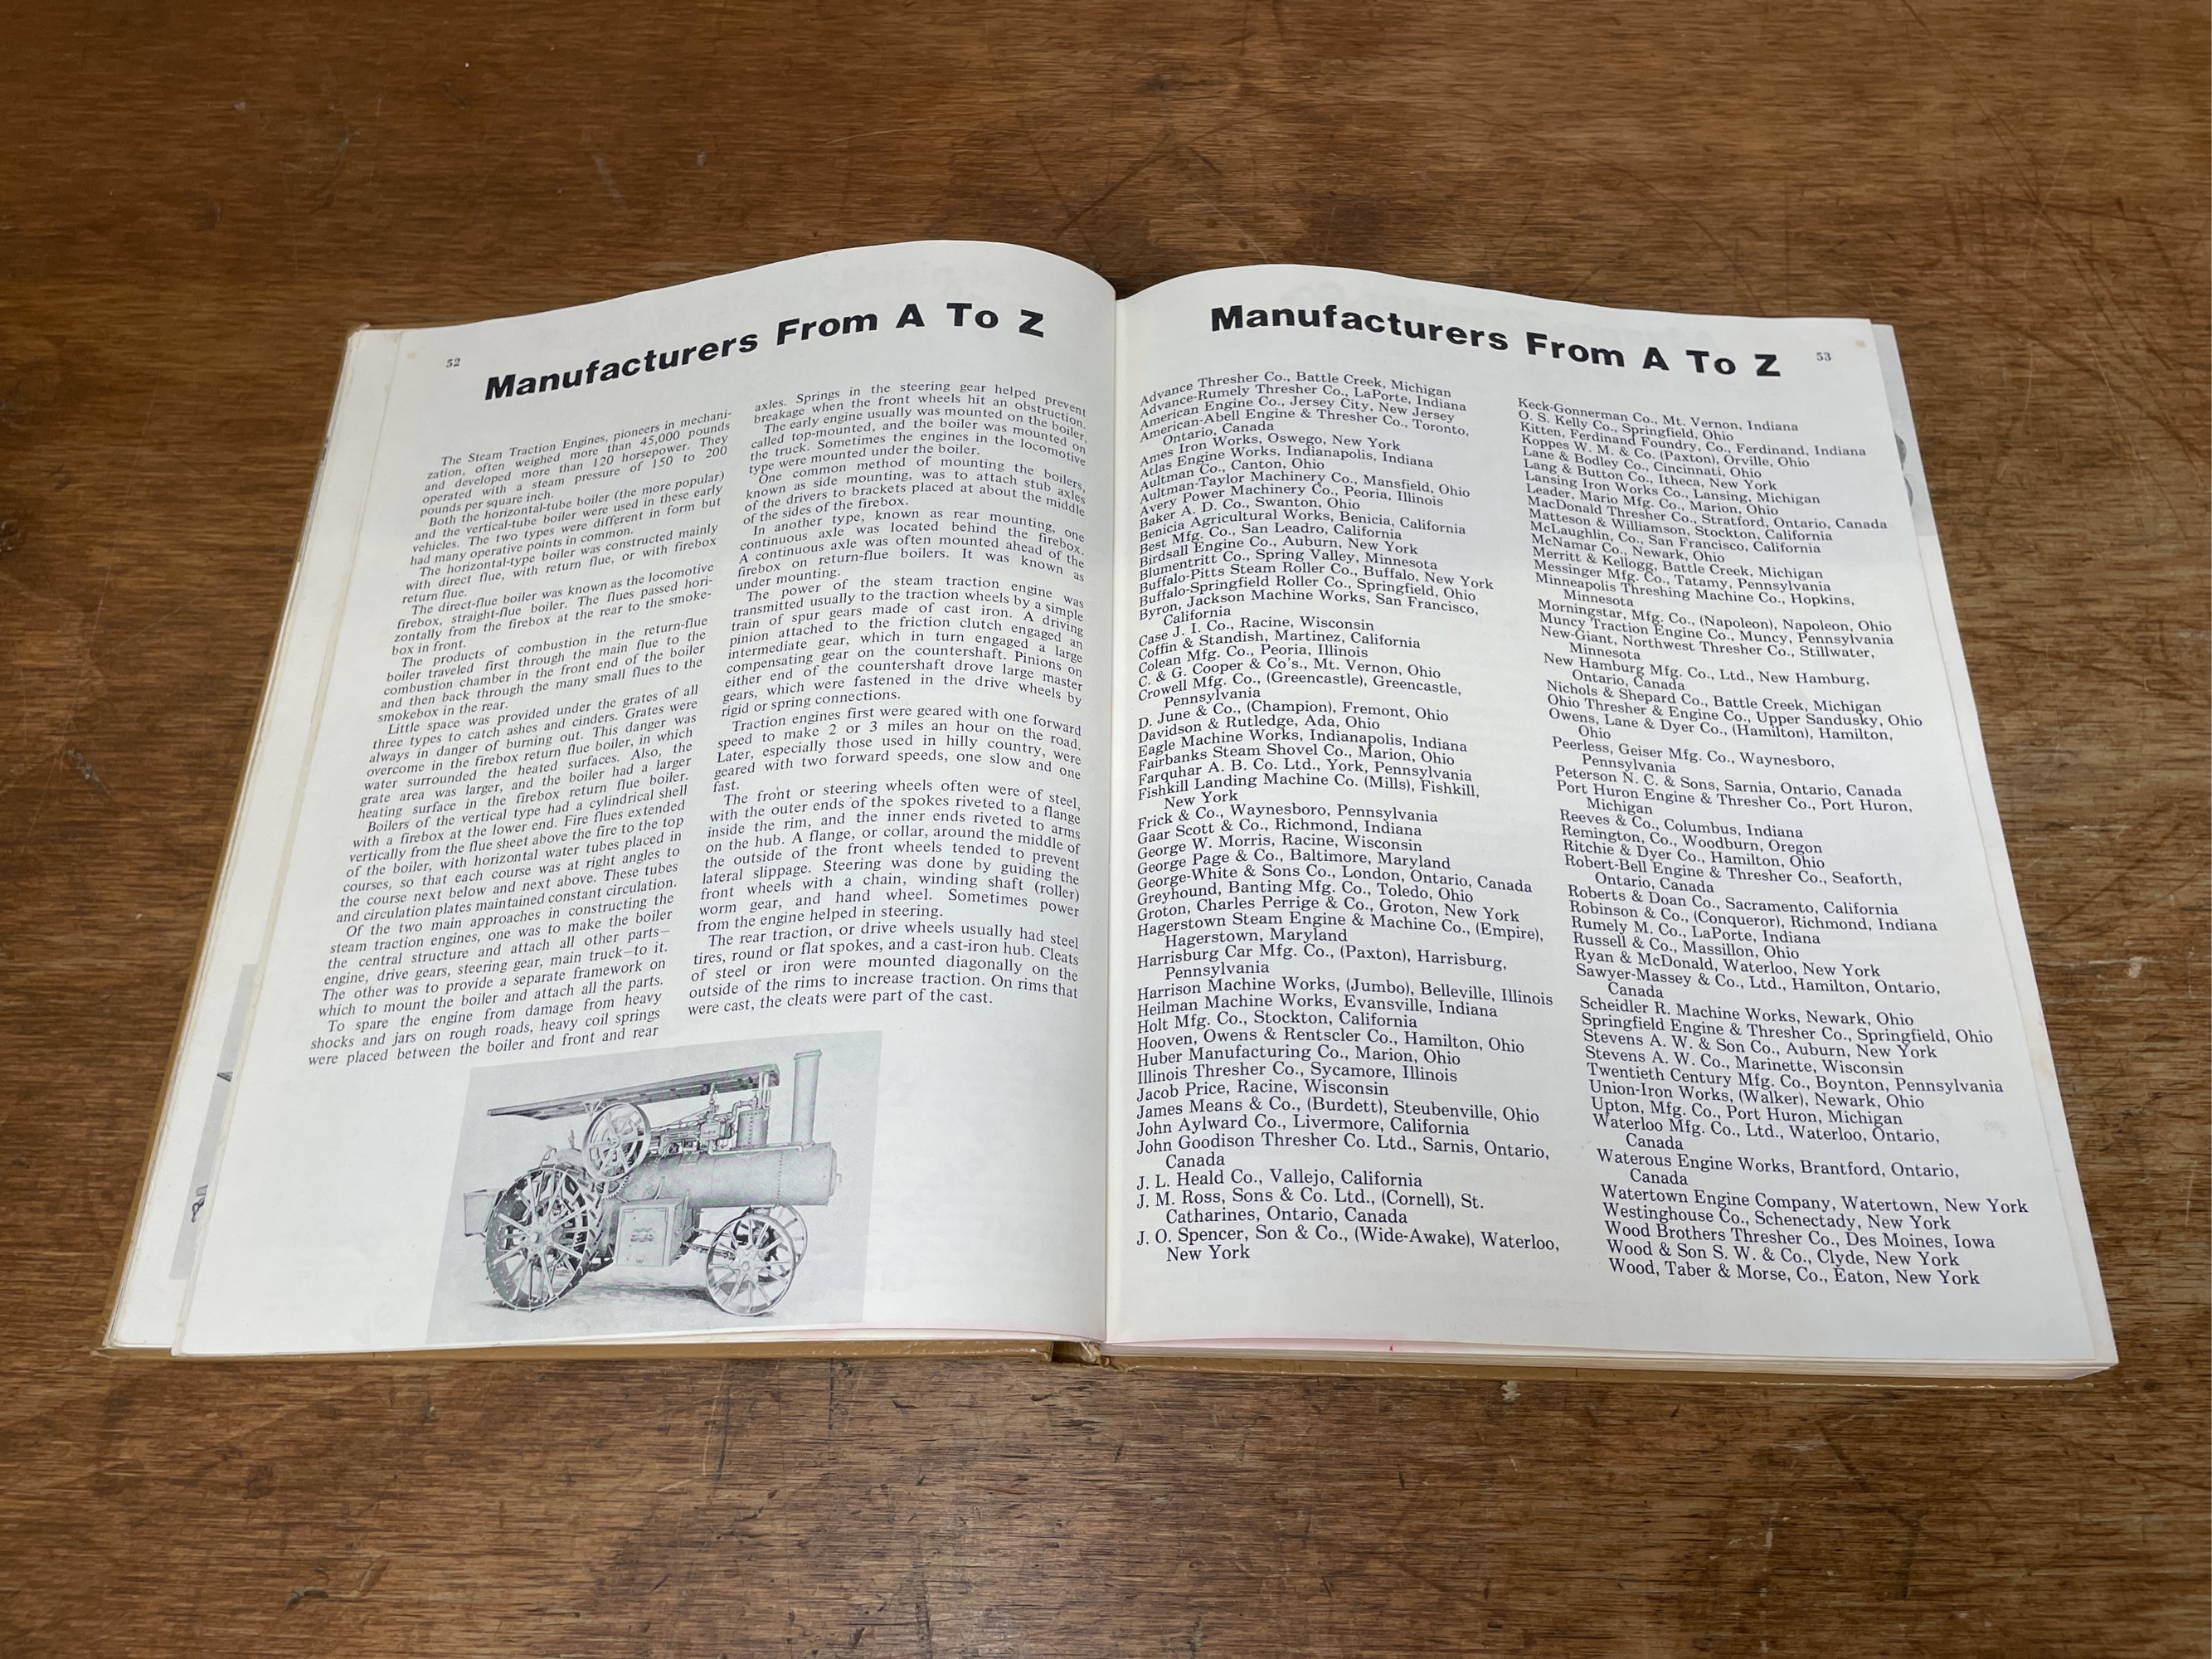 52
Manufacturers From A To Z
The Steam Traction Engines, pioneers in mechani-
zation, often weighed more than 45,000 pounds
and developed more than 120 horsepower. They
operated with a steam pressure of 150 to 200
pounds per square inch.
Both the horizontal-tube boiler (the more popular)
and the vertical-tube boiler were used in these early
vehicles. The two types were different in form but
had many operative points in common.
The horizontal-type boiler was constructed mainly
with direct flue, with return flue, or with firebox
return flue.
The direct-flue boiler was known as the locomotive
firebox, straight-flue boiler. The flues passed hori-
zontally from the firebox at the rear to the smoke-
box in front.
The products of combustion in the return-flue
boiler traveled first through the main flue to the
combustion chamber in the front end of the boiler
and then back through the many small flues to the
smokebox in the rear.
Little space was provided under the grates of all
three types to catch ashes and cinders. Grates were
always in danger of burning out. This danger was
overcome in the firebox return flue boiler, in which
water surrounded the heated surfaces. Also, the
grate area was larger, and the boiler had a larger
heating surface in the firebox return flue boiler.
Boilers of the vertical type had a cylindrical shell
with a firebox at the lower end. Fire flues extended
vertically from the flue sheet above the fire to the top
of the boiler, with horizontal water tubes placed in
courses, so that each course was at right angles to
the course next below and next above. These tubes
and circulation plates maintained constant circulation.
Of the two main approaches in constructing the
steam traction engines, one was to make the boiler
the central structure and attach all other parts—
engine, drive gears, steering gear, main truck—to it.
The other was to provide a separate framework on
which to mount the boiler and attach all the parts.
To spare the engine from damage from heavy
shocks and jars on rough roads, heavy coil springs
were placed between the boiler and front and rear
axles. Springs in the steering gear helped prevent
breakage when the front wheels hit an obstruction.
The early engine usually was mounted on the boiler,
called top-mounted, and the boiler was mounted on
the truck. Sometimes the engines in the locomotive
type were mounted under the boiler.
One common method of mounting the boilers,
known as side mounting, was to attach stub axles
of the drivers to brackets placed at about the middle
of the sides of the firebox.
In another type, known as rear mounting, one
continuous axle was located behind the firebox.
A continuous axle was often mounted ahead of the
firebox on return-flue boilers. It was known as
under mounting.
The power of the steam traction engine was
transmitted usually to the traction wheels by a simple
train of spur gears made of cast iron. A driving
pinion attached to the friction clutch engaged an
intermediate gear, which in turn engaged a large
compensating gear on the countershaft. Pinions on
either end of the countershaft drove large master
gears, which were fastened in the drive wheels by
rigid or spring connections.
Traction engines first were geared with one forward
speed to make 2 or 3 miles an hour on the road.
Later, especially those used in hilly country, were
geared with two forward speeds, one slow and one
fast.
The front or steering wheels often were of steel,
with the outer ends of the spokes riveted to a flange
inside the rim, and the inner ends riveted to arms
on the hub. A flange, or collar, around the middle of
the outside of the front wheels tended to prevent
lateral slippage. Steering was done by guiding the
front wheels with a chain, winding shaft (roller)
worm gear, and hand wheel. Sometimes power
from the engine helped in steering.
The rear traction, or drive wheels usually had steel
tires, round or flat spokes, and a cast-iron hub. Cleats
of steel or iron were mounted diagonally on the
outside of the rims to increase traction. On rims that
were cast, the cleats were part of the cast.
Manufacturers From A To Z
53
Advance Thresher Co., Battle Creek, Michigan
Advance-Rumely Thresher Co., LaPorte, Indiana
American Engine Co., Jersey City, New Jersey
American-Abell Engine & Thresher Co., Toronto,
Ontario, Canada
Ames Iron Works, Oswego, New York
Atlas Engine Works, Indianapolis, Indiana
Aultman Co., Canton, Ohio
Aultman-Taylor Machinery Co., Mansfield, Ohio
Avery Power Machinery Co., Peoria, Illinois
Baker A. D. Co., Swanton, Ohio
Benicia Agricultural Works, Benicia, California
Best Mfg. Co., San Leadro, California
Birdsall Engine Co., Auburn, New York
Blumentritt Co., Spring Valley, Minnesota
Buffalo-Pitts Steam Roller Co., Buffalo, New York
Buffalo-Springfield Roller Co., Springfield, Ohio
Byron, Jackson Machine Works, San Francisco,
California
Case J. I. Co., Racine, Wisconsin
Coffin & Standish, Martinez, California
Colean Mfg. Co., Peoria, Illinois
C. & G. Cooper & Co's., Mt. Vernon, Ohio
Crowell Mfg. Co., (Greencastle), Greencastle,
Pennsylvania
D. June & Co., (Champion), Fremont, Ohio
Davidson & Rutledge, Ada, Ohio
Eagle Machine Works, Indianapolis, Indiana
Fairbanks Steam Shovel Co., Marion, Ohio
Farquhar A. B. Co. Ltd., York, Pennsylvania
Fishkill Landing Machine Co. (Mills), Fishkill,
New York
Frick & Co., Waynesboro, Pennsylvania
Gaar Scott & Co., Richmond, Indiana
George W. Morris, Racine, Wisconsin
George Page & Co., Baltimore, Maryland
George-White & Sons Co., London, Ontario, Canada
Greyhound, Banting Mfg. Co., Toledo, Ohio
Groton, Charles Perrige & Co., Groton, New York
Hagerstown Steam Engine & Machine Co., (Empire),
Hagerstown, Maryland
Harrisburg Car Mfg. Co., (Paxton), Harrisburg,
Pennsylvania
Harrison Machine Works, (Jumbo), Belleville, Illinois
Heilman Machine Works, Evansville, Indiana
Holt Mfg. Co., Stockton, California
Hooven, Owens & Rentscler Co., Hamilton, Ohio
Huber Manufacturing Co., Marion, Ohio
Illinois Thresher Co., Sycamore, Illinois
Jacob Price, Racine, Wisconsin
James Means & Co., (Burdett), Steubenville, Ohio
John Aylward Co., Livermore, California
John Goodison Thresher Co. Ltd., Sarnis, Ontario,
Canada
J. L. Heald Co., Vallejo, California
J. M. Ross, Sons & Co. Ltd., (Cornell), St.
Catharines, Ontario, Canada
J. O. Spencer, Son & Co., (Wide-Awake), Waterloo,
New York
Keck-Gonnerman Co., Mt. Vernon, Indiana
O. S. Kelly Co., Springfield, Ohio
Kitten, Ferdinand Foundry, Co., Ferdinand, Indiana
Koppes W. M. & Co. (Paxton), Orville, Ohio
Lane & Bodley Co., Cincinnati, Ohio
Lang & Button Co., Itheca, New York
Lansing Iron Works Co., Lansing, Michigan
Leader, Mario Mfg. Co., Marion, Ohio
MacDonald Thresher Co., Stratford, Ontario, Canada
Matteson & Williamson, Stockton, California
McLaughlin, Co., San Francisco, California
McNamar Co., Newark, Ohio
Merritt & Kellogg, Battle Creek, Michigan
Messinger Mfg. Co., Tatamy, Pennsylvania
Minneapolis Threshing Machine Co., Hopkins,
Minnesota
Morningstar, Mfg. Co., (Napoleon), Napoleon, Ohio
Muncy Traction Engine Co., Muncy, Pennsylvania
New-Giant, Northwest Thresher Co., Stillwater,
Minnesota
New Hamburg Mfg. Co., Ltd., New Hamburg,
Ontario, Canada
Nichols & Shepard Co., Battle Creek, Michigan
Ohio Thresher & Engine Co., Upper Sandusky, Ohio
Owens, Lane & Dyer Co., (Hamilton), Hamilton,
Ohio
Peerless, Geiser Mfg. Co., Waynesboro,
Pennsylvania
Peterson N. C. & Sons, Sarnia, Ontario, Canada
Port Huron Engine & Thresher Co., Port Huron,
Michigan
Reeves & Co., Columbus, Indiana
Remington, Co., Woodburn, Oregon
Ritchie & Dyer Co., Hamilton, Ohio
Robert-Bell Engine & Thresher Co., Seaforth,
Ontario, Canada
Roberts & Doan Co., Sacramento, California
Robinson & Co., (Conqueror), Richmond, Indiana
Rumely M. Co., LaPorte, Indiana
Russell & Co., Massillon, Ohio
Ryan & McDonald, Waterloo, New York
Sawyer-Massey & Co., Ltd., Hamilton, Ontario,
Canada
Scheidler R. Machine Works, Newark, Ohio
Springfield Engine & Thresher Co., Springfield, Ohio
Stevens A. W. & Son Co., Auburn, New York
Stevens A. W. Co., Marinette, Wisconsin
Twentieth Century Mfg. Co., Boynton, Pennsylvania
Union-Iron Works, (Walker), Newark, Ohio
Upton, Mfg. Co., Port Huron, Michigan
Waterloo Mfg. Co., Ltd., Waterloo, Ontario,
Canada
Waterous Engine Works, Brantford, Ontario,
Canada
Watertown Engine Company, Watertown, New York
Westinghouse Co., Schenectady, New York
Wood Brothers Thresher Co., Des Moines, Iowa
Wood & Son S. W. & Co., Clyde, New York
Wood, Taber & Morse, Co., Eaton, New York